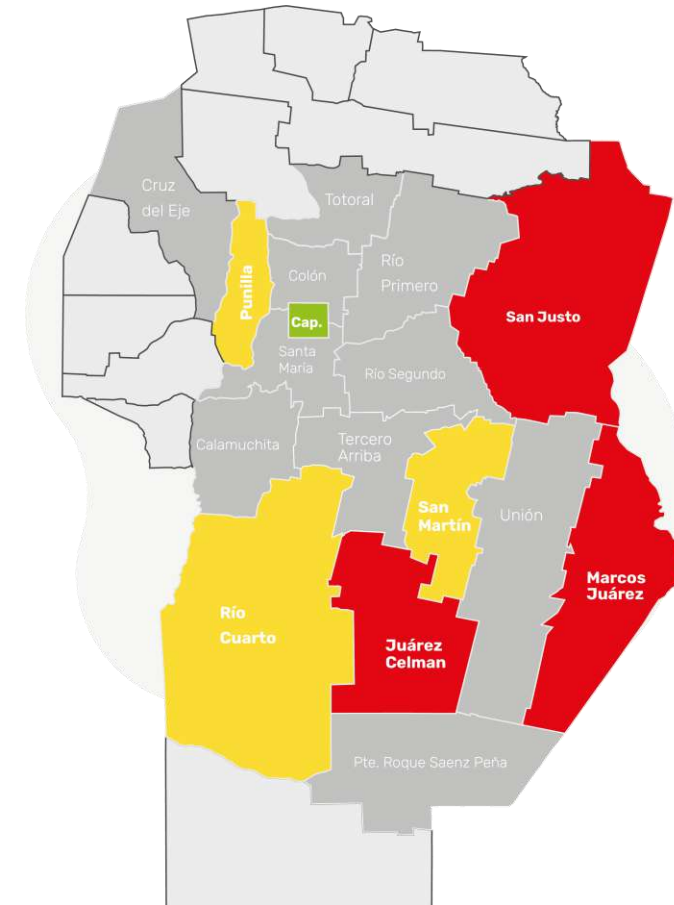 Cruz
del Eje
Totoral
Río
Primero
Punilla
Colón
Cap.
San Justo
Santa
María
Río Segundo
Calamuchita
Tercero
Arriba
San
Martín
Unión
Marcos
Juárez
Río
Cuarto
Juárez
Celman
Pte. Roque Saenz Peña